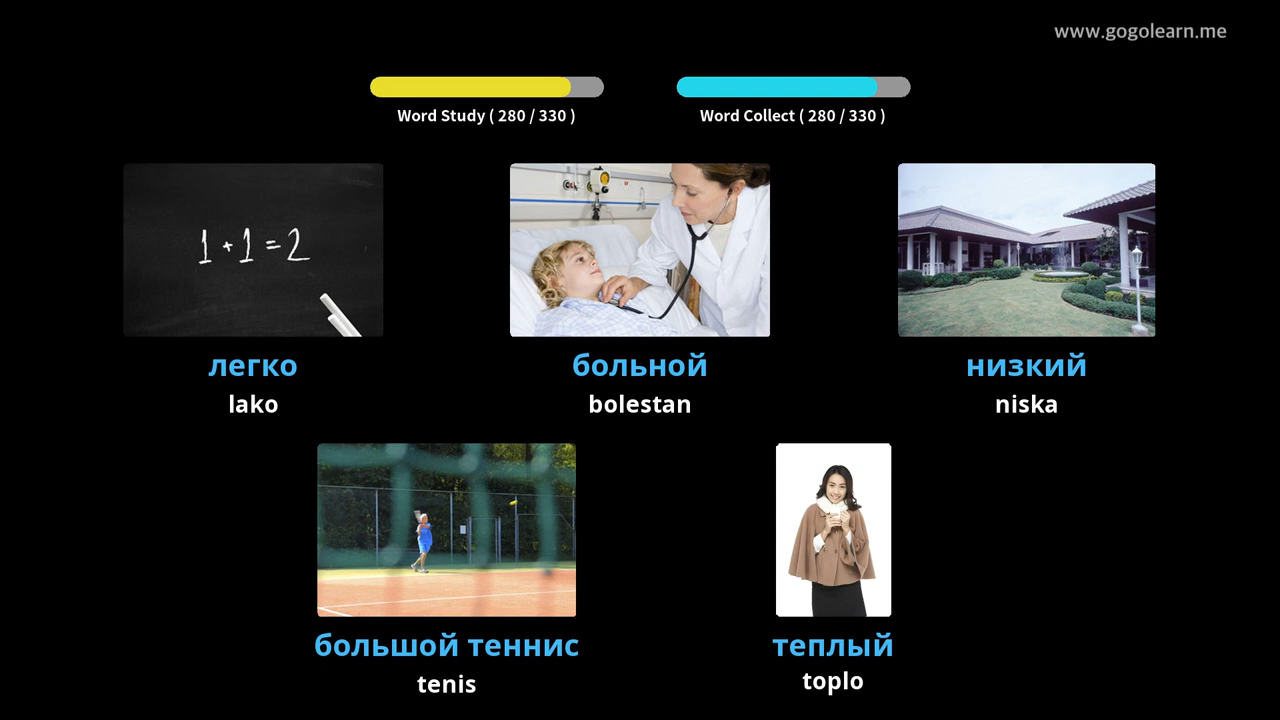 www.gogolearn.me
Word Study ( 280 / 330 )
Word Collect ( 280 / 330 )
1 + 1 = 2
легко
lako
больной
bolestan
низкий
niska
большой теннис
tenis
теплый
toplo